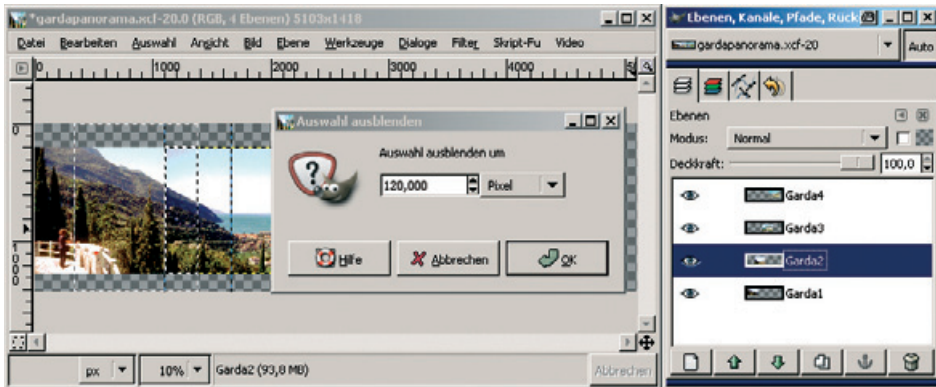 *gardapanorama.xcf-20.0 (RGB, 4 Ebenen) 5103x1418
Datei Bearbeiten Auswahl Ansicht Bild Ebene Werkzeuge Dialoge Filter Skript-Fu Video
0 1000 2000 3000 4000
0
1000
Auswahl ausblenden
Auswahl ausblenden um
120,000 Pixel
Hilfe Abbrechen OK
px 10% Garda2 (93,8 MB) Abbrechen
Ebenen, Kanäle, Pfade, Rück
gardapanorama.xcf-20 Auto
Ebenen
Modus: Normal
Deckkraft: 100,0
Garda4
Garda3
Garda2
Garda1